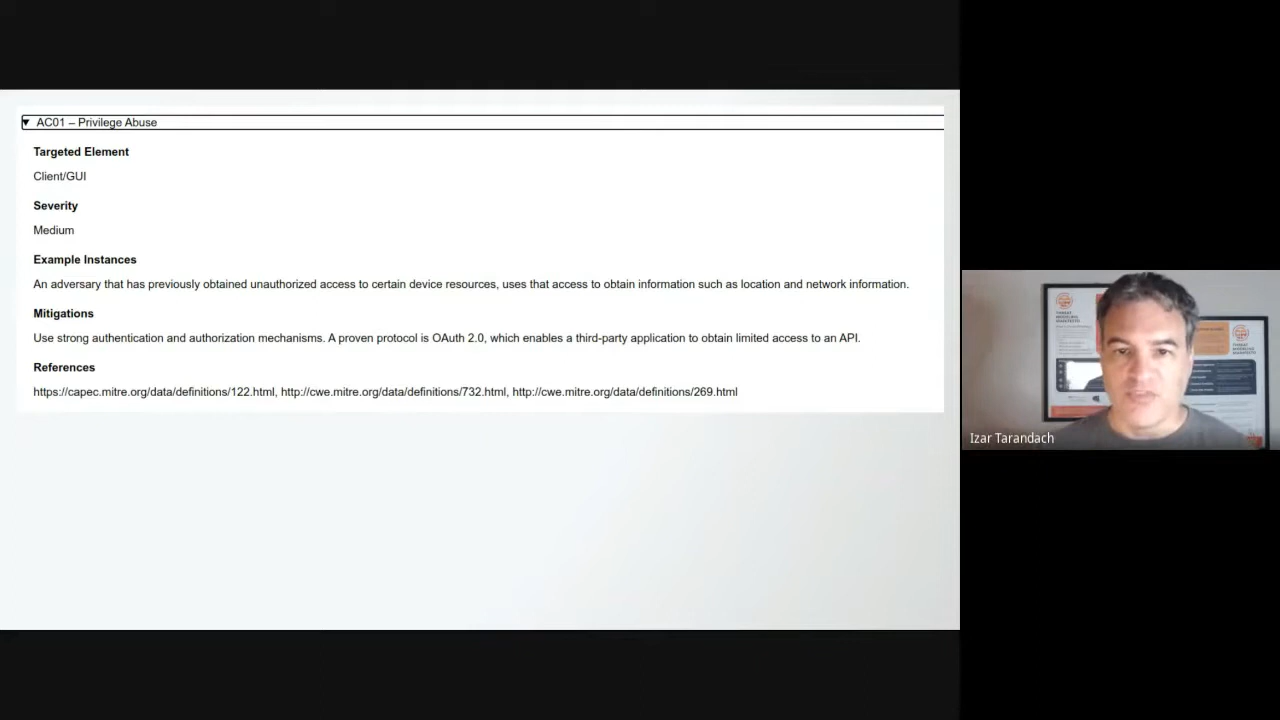 ▼ AC01 – Privilege Abuse
Targeted Element
Client/GUI
Severity
Medium
Example Instances
An adversary that has previously obtained unauthorized access to certain device resources, uses that access to obtain information such as location and network information.
Mitigations
Use strong authentication and authorization mechanisms. A proven protocol is OAuth 2.0, which enables a third-party application to obtain limited access to an API.
References
https://capec.mitre.org/data/definitions/122.html, http://cwe.mitre.org/data/definitions/732.html, http://cwe.mitre.org/data/definitions/269.html
THREAT
MODELING
MANIFESTO
Izar Tarandach